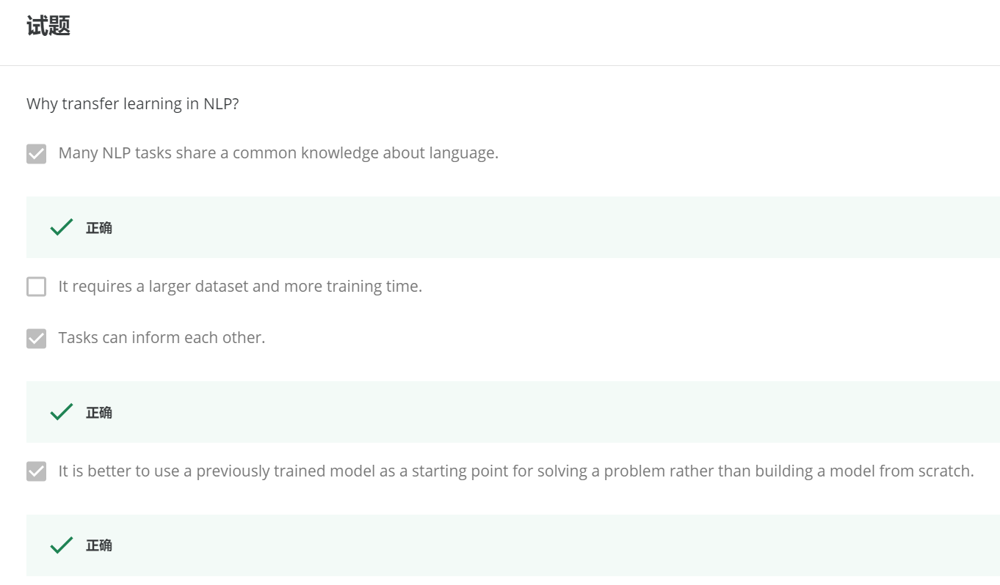 试题
Why transfer learning in NLP?
Many NLP tasks share a common knowledge about language.
正确
It requires a larger dataset and more training time.
Tasks can inform each other.
正确
It is better to use a previously trained model as a starting point for solving a problem rather than building a model from scratch.
正确